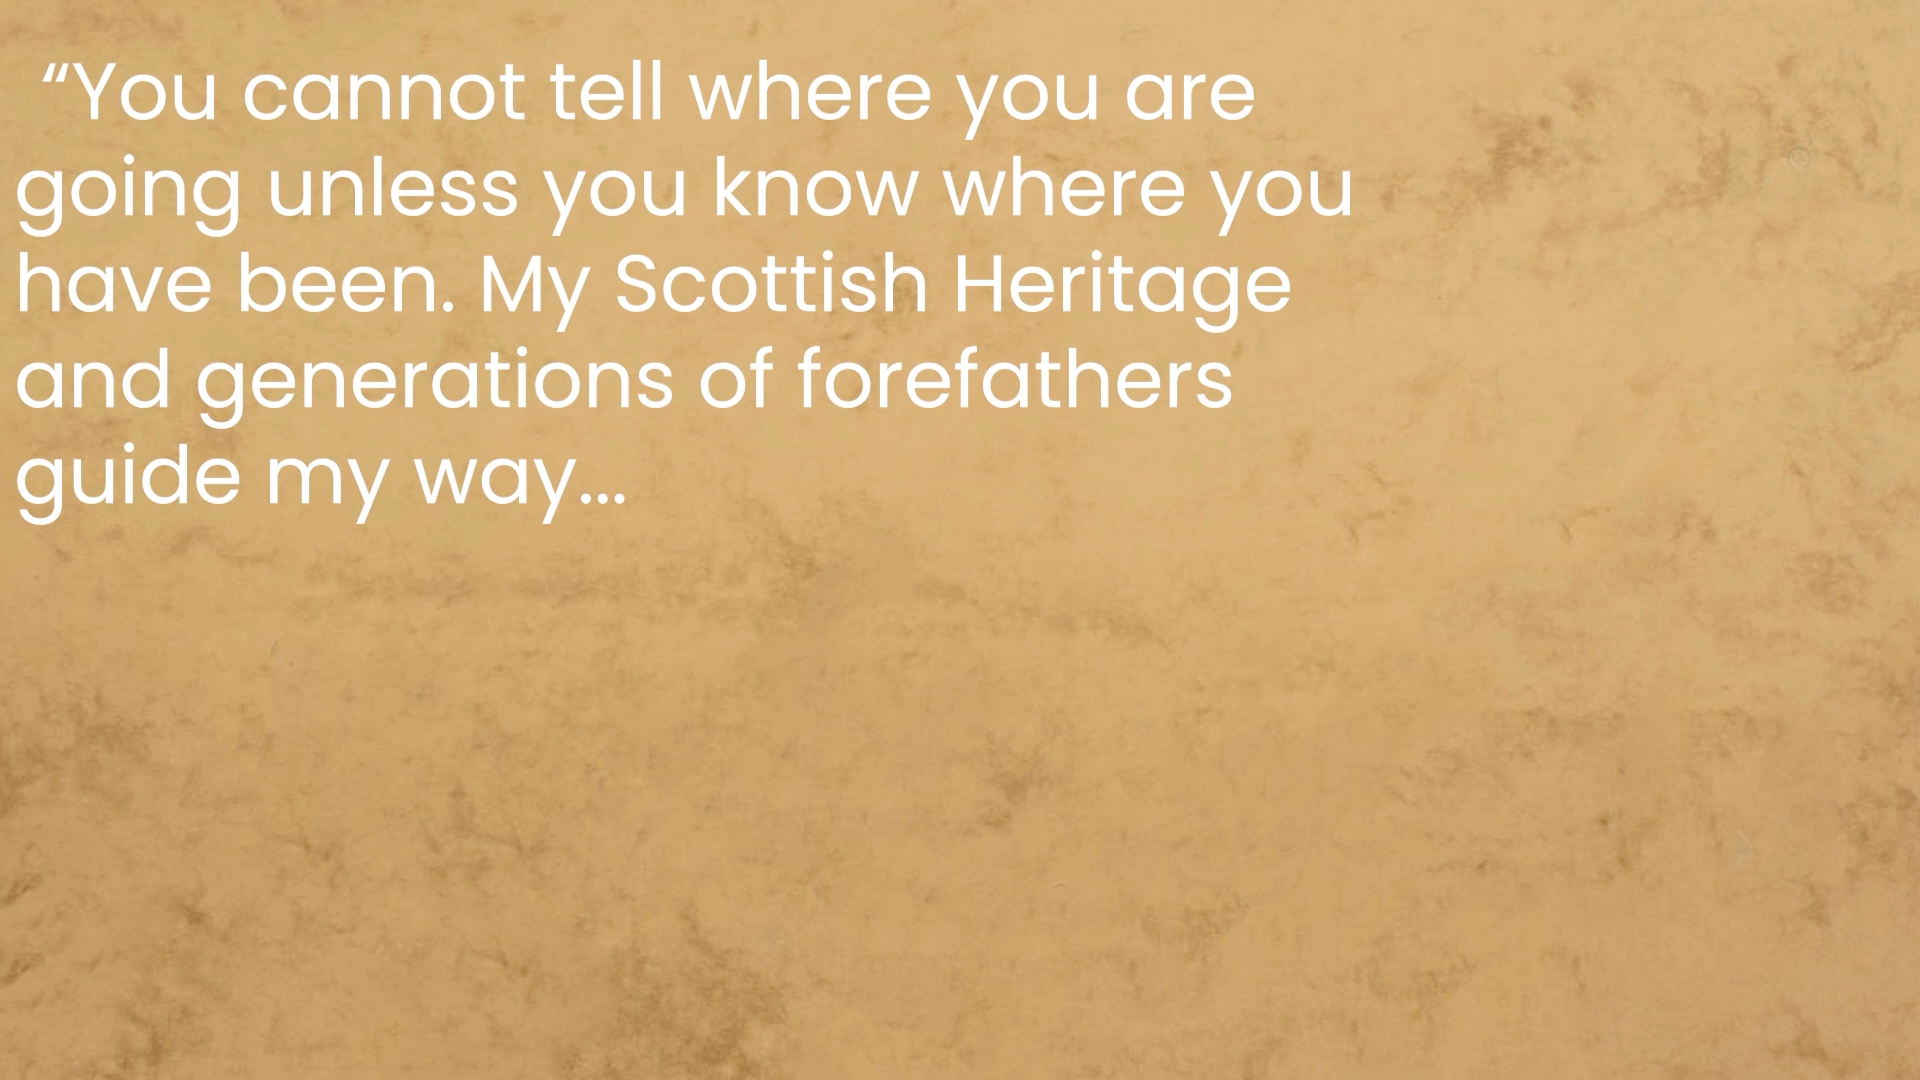 “You cannot tell where you are
going unless you know where you
have been. My Scottish Heritage
and generations of forefathers
guide my way...